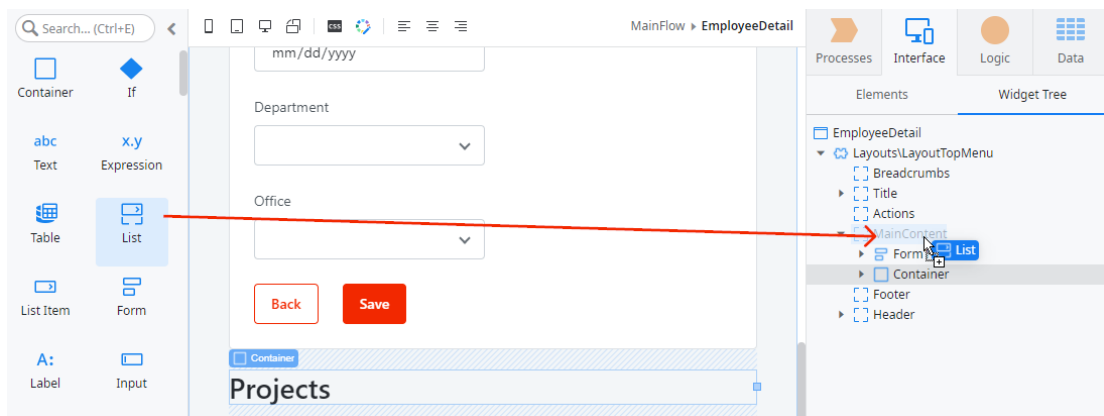 Search... (Ctrl+E)
Container
If
abc
Text
x.y
Expression
Table
List
List Item
Form
A:
Label
Input
css
MainFlow ▸ EmployeeDetail
mm/dd/yyyy
Department
Office
Back
Save
Container
Projects
Processes
Interface
Logic
Data
Elements
Widget Tree
EmployeeDetail
Layouts\LayoutTopMenu
Breadcrumbs
Title
Actions
MainContent
List
Form
Container
Footer
Header